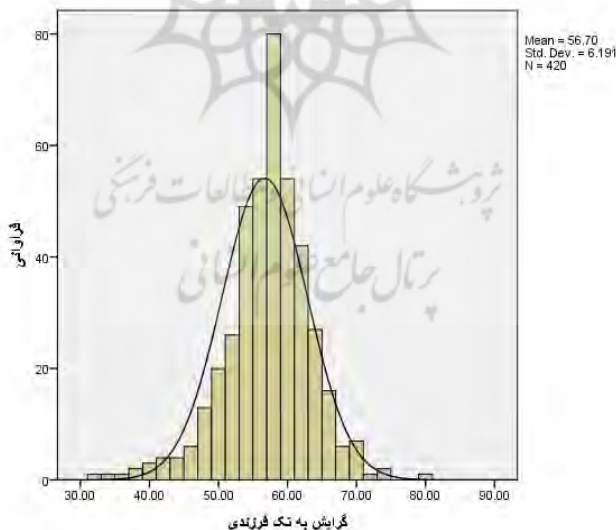 80
60
40
20
0
30.00 40.00 50.00 60.00 70.00 80.00 90.00
فراوانی
گرایش به تک فرزندی
Mean = 56.70
Std. Dev. = 6.191
N = 420
پژوهشگاه علوم انسانی و مطالعات فرهنگی
پرتال جامع علوم انسانی